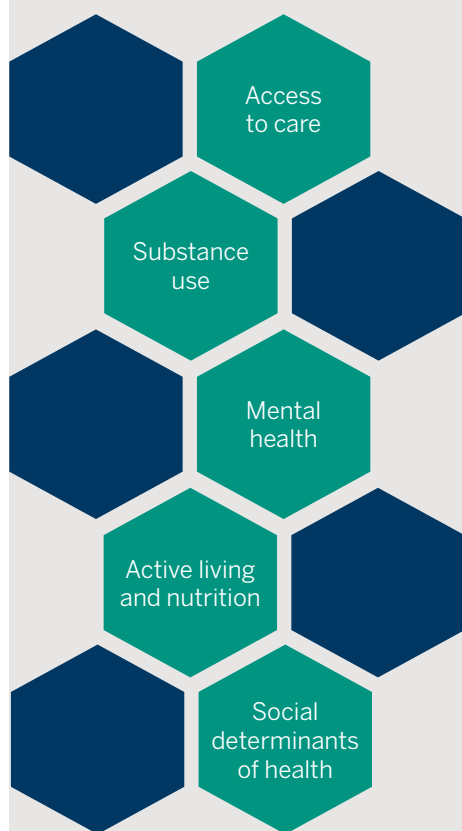 Access
to care
Substance
use
Mental
health
Active living
and nutrition
Social
determinants
of health